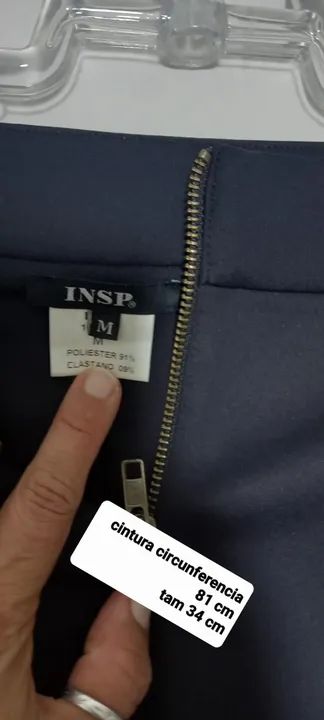 INSP®
M
M
POLIESTER 91%
ELASTANO 09%
cintura circunferencia
81 cm
tam 34 cm